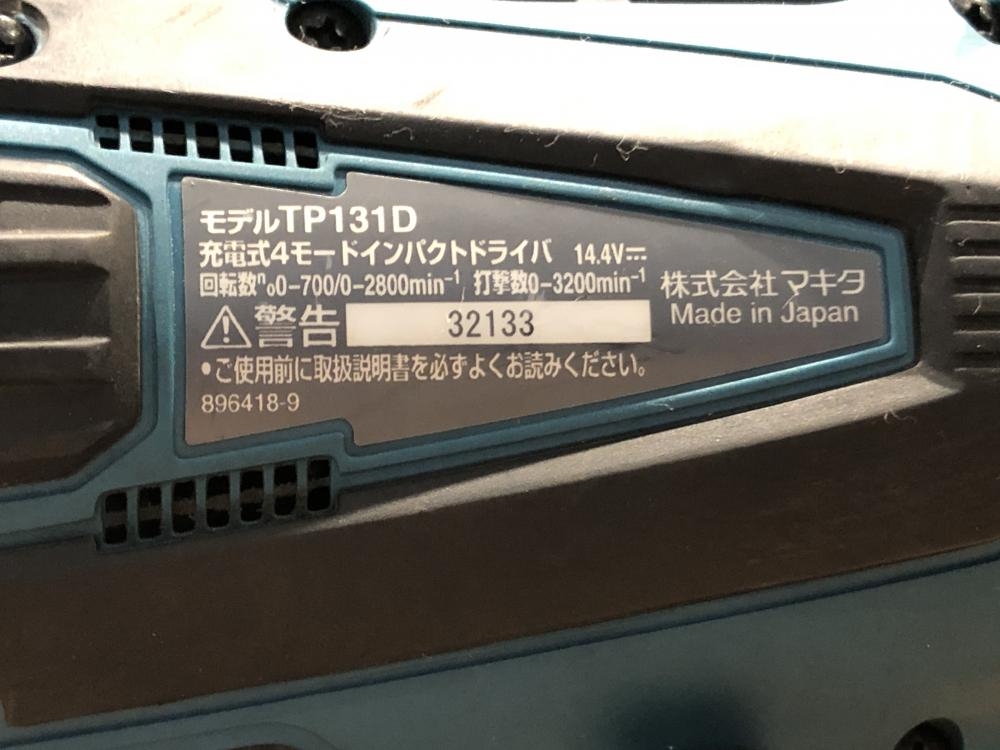 モデルTP131D
充電式4モードインパクトドライバ 14.4V⎓
回転数n₀0-700/0-2800min⁻¹ 打撃数0-3200min⁻¹
株式会社マキタ
Made in Japan
⚠警告 32133
•ご使用前に取扱説明書を必ずよくお読みください。
896418-9